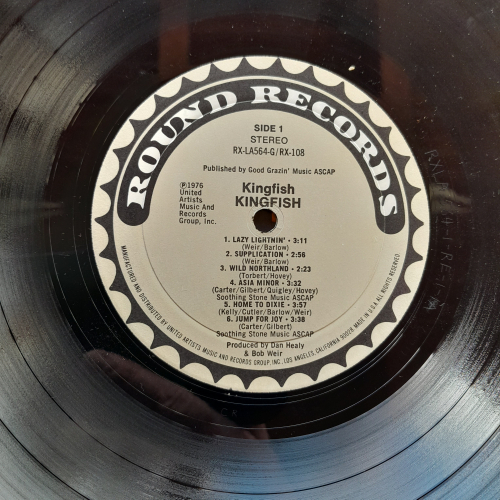 ROUND RECORDS
SIDE 1
STEREO
RX-LA564-G/RX-108
Published by Good Grazin' Music ASCAP
Ⓟ1976
United
Artists
Music And
Records
Group, Inc.
Kingfish
KINGFISH
1. LAZY LIGHTNIN' • 3:11
(Weir/Barlow)
2. SUPPLICATION • 2:56
(Weir/Barlow)
3. WILD NORTHLAND • 2:23
(Torbert/Hovey)
4. ASIA MINOR • 3:32
(Carter/Gilbert/Quigley/Hovey)
Soothing Stone Music ASCAP
5. HOME TO DIXIE • 3:57
(Kelly/Cutler/Barlow/Weir)
6. JUMP FOR JOY • 3:38
(Carter/Gilbert)
Soothing Stone Music ASCAP
Produced by Dan Healy
& Bob Weir
MANUFACTURED AND DISTRIBUTED BY UNITED ARTISTS MUSIC AND RECORDS GROUP, INC., LOS ANGELES, CALIFORNIA 90028 MADE IN U.S.A. ALL RIGHTS RESERVED.